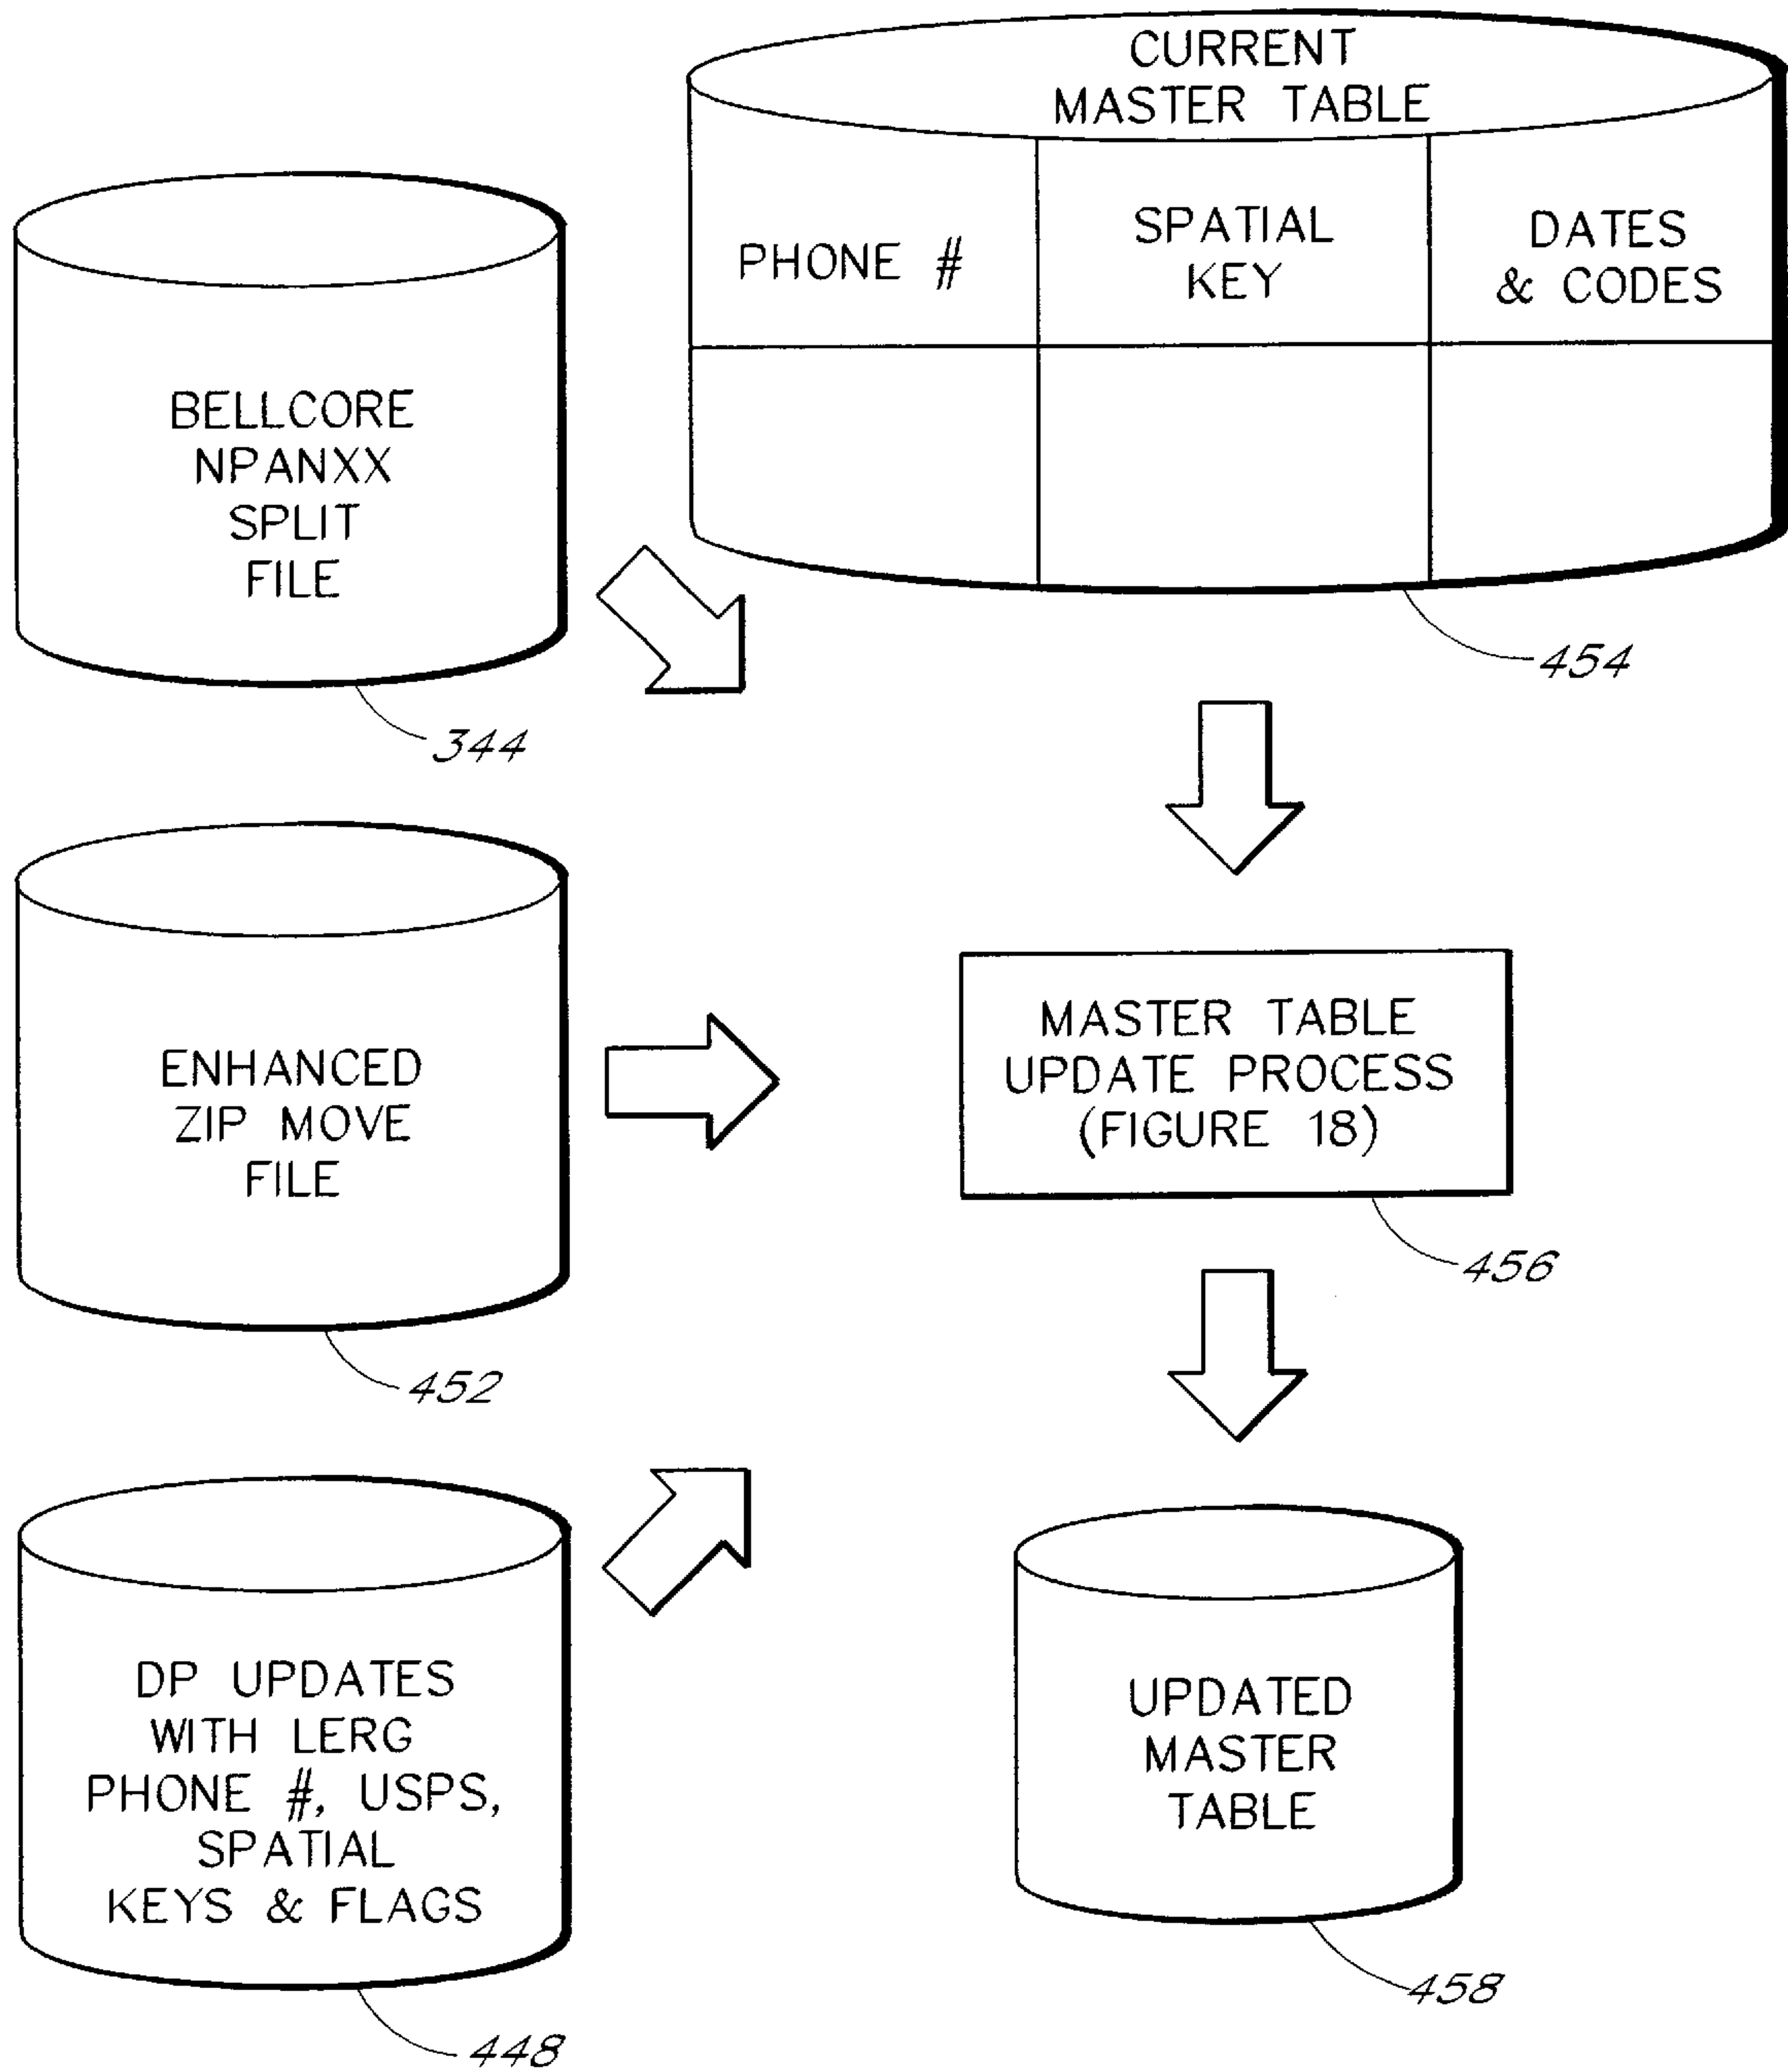 CURRENT
MASTER TABLE
PHONE #
SPATIAL
KEY
DATES
& CODES
454
BELLCORE
NPANXX
SPLIT
FILE
344
ENHANCED
ZIP MOVE
FILE
452
MASTER TABLE
UPDATE PROCESS
(FIGURE 18)
456
DP UPDATES
WITH LERG
PHONE #, USPS,
SPATIAL
KEYS & FLAGS
448
UPDATED
MASTER
TABLE
458